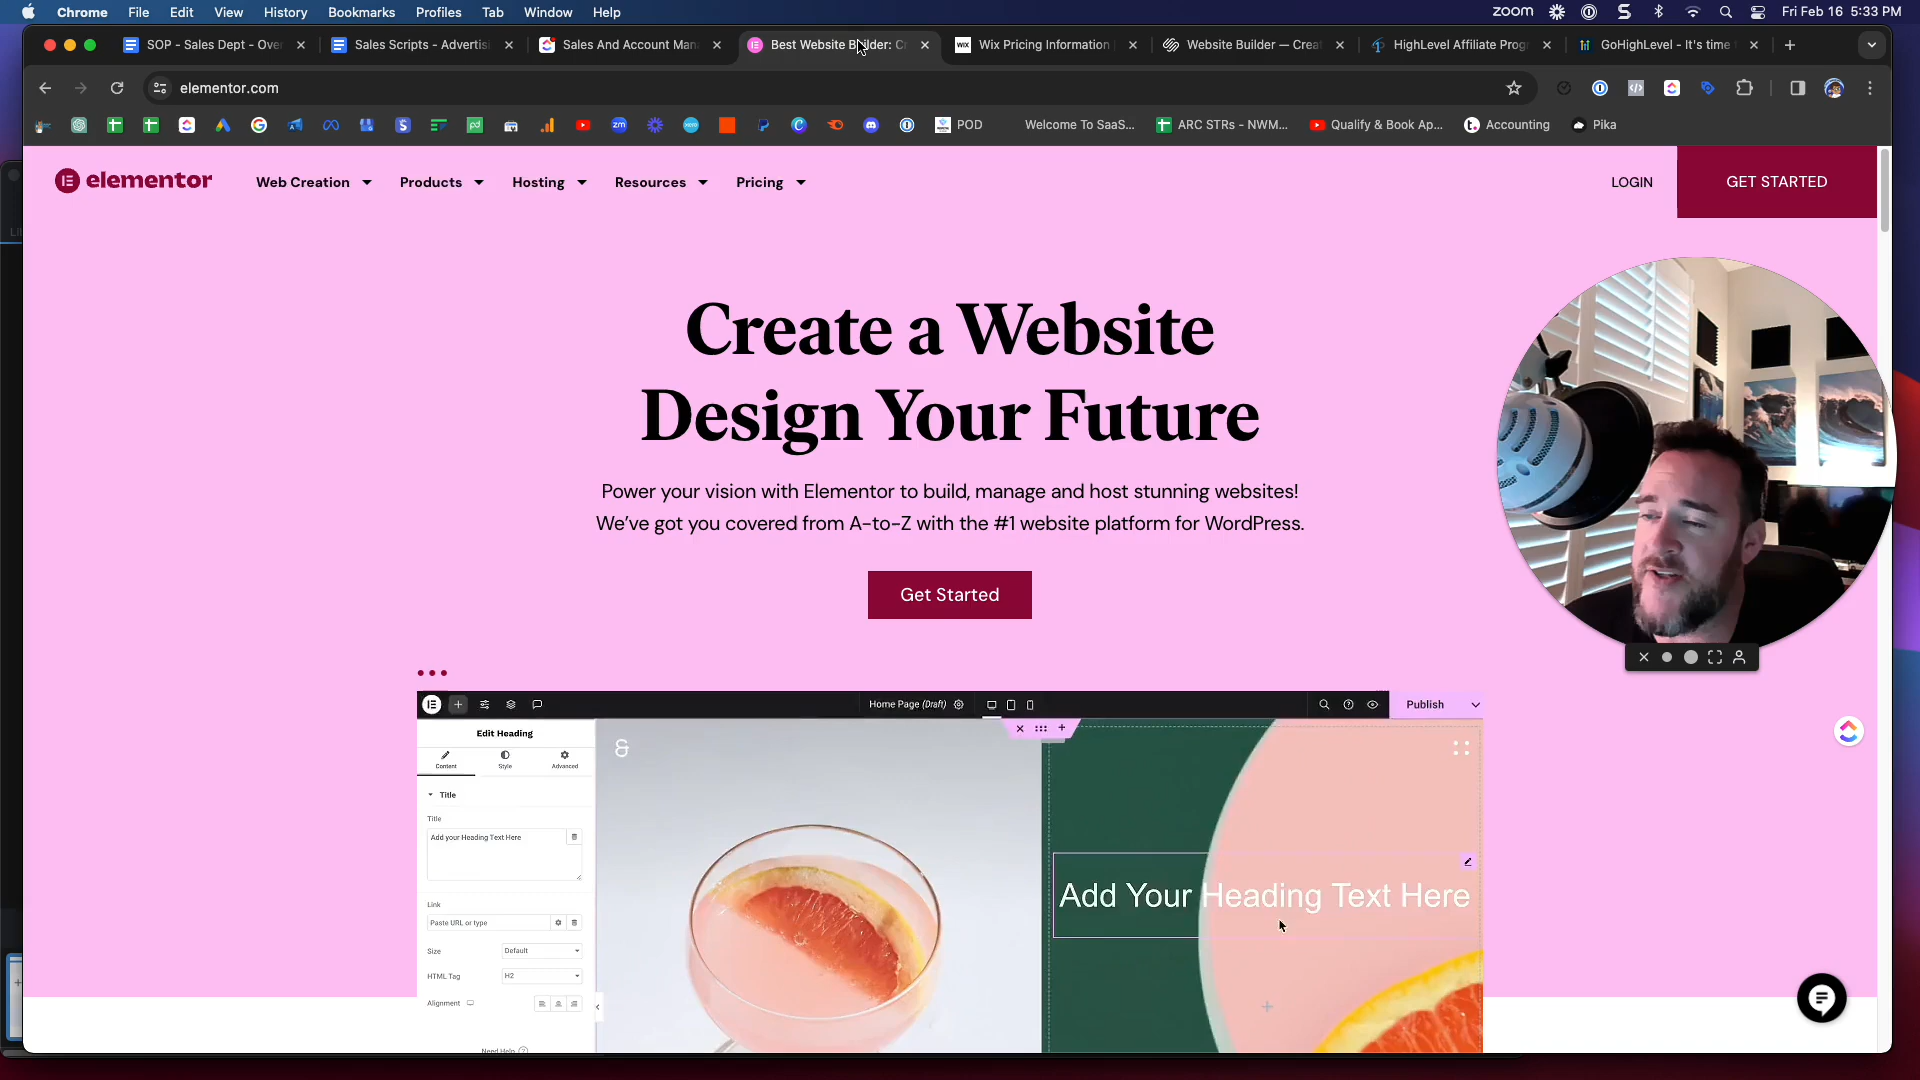 Chrome File Edit View History Bookmarks Profiles Tab Window Help
zoom Fri Feb 16 5:33 PM
SOP - Sales Dept - Over
Sales Scripts - Advertisi
Sales And Account Man
Best Website Builder: Cr
Wix Pricing Information
Website Builder — Creat
HighLevel Affiliate Prog
GoHighLevel - It's time
elementor.com
POD
Welcome To SaaS...
ARC STRs - NWM...
Qualify & Book Ap...
Accounting
Pika
elementor
Web Creation
Products
Hosting
Resources
Pricing
LOGIN
GET STARTED
Create a Website
Design Your Future
Power your vision with Elementor to build, manage and host stunning websites!
We've got you covered from A-to-Z with the #1 website platform for WordPress.
Get Started
Home Page (Draft)
Publish
Edit Heading
Content
Style
Advanced
Title
Title
Add your Heading Text Here
Link
Paste URL or type
Size
Default
HTML Tag
H2
Alignment
Need Help
&
Add Your Heading Text Here